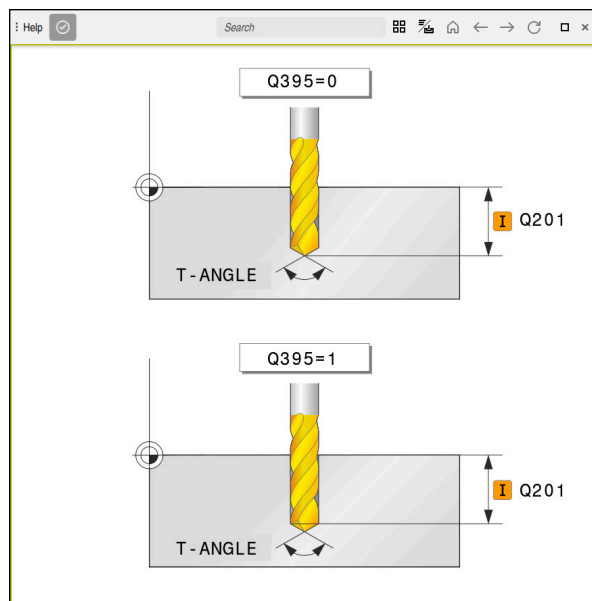 Help
Search
Q395=0
I Q201
T-ANGLE
Q395=1
I Q201
T-ANGLE